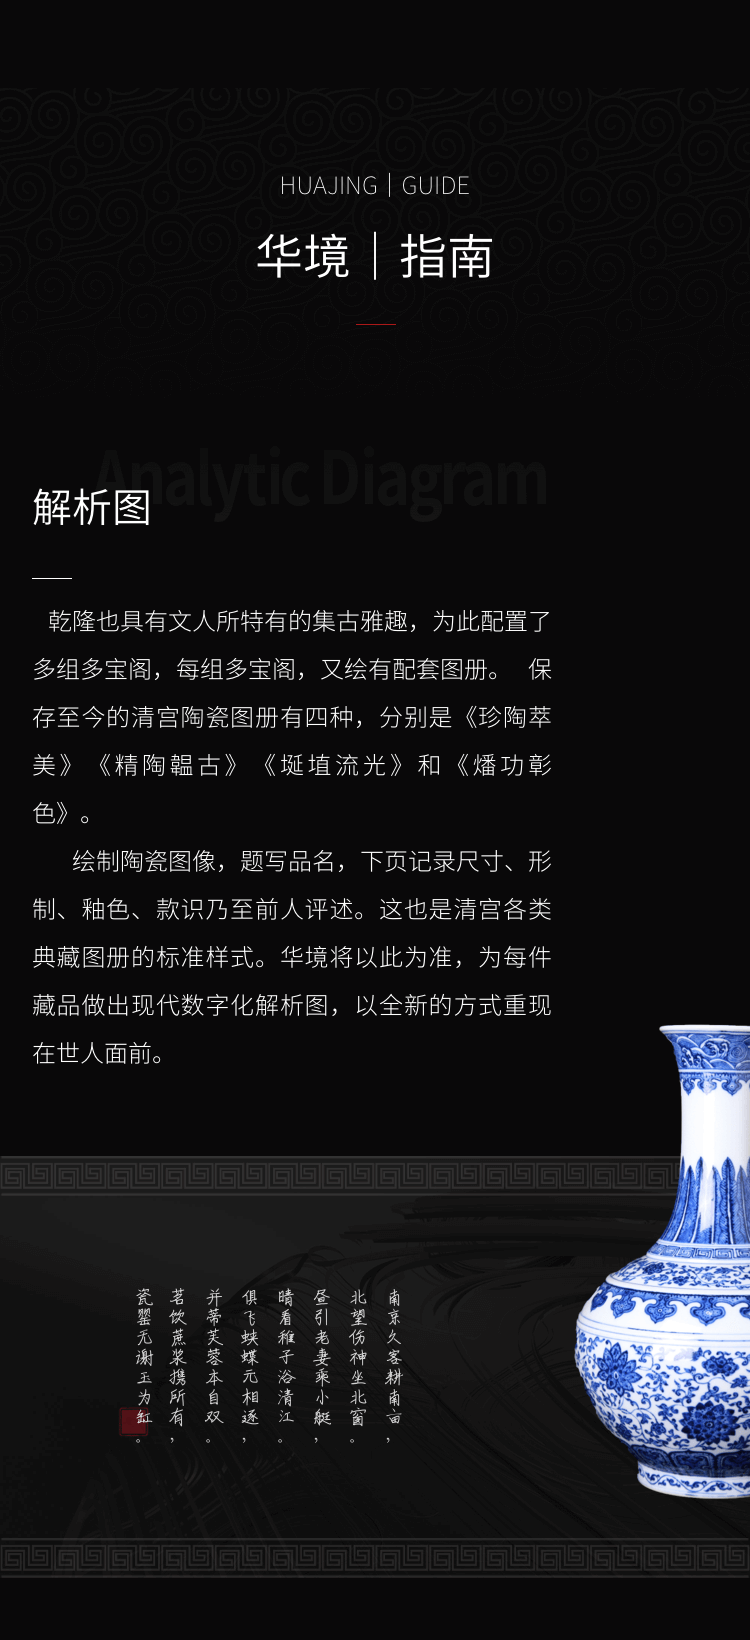 HUAJING｜GUIDE
华境｜指南
Analytic Diagram
解析图
乾隆也具有文人所特有的集古雅趣，为此配置了
多组多宝阁，每组多宝阁，又绘有配套图册。 保
存至今的清宫陶瓷图册有四种，分别是《珍陶萃
美》《精陶韫古》《埏埴流光》和《燔功彰
色》。
绘制陶瓷图像，题写品名，下页记录尺寸、形
制、釉色、款识乃至前人评述。这也是清宫各类
典藏图册的标准样式。华境将以此为准，为每件
藏品做出现代数字化解析图，以全新的方式重现
在世人面前。
南京久客耕南亩，
北望伤神坐北窗。
昼引老妻乘小艇，
晴看稚子浴清江。
俱飞蛱蝶元相逐，
并蒂芙蓉本自双。
茗饮蔗浆携所有，
瓷罂无谢玉为缸。